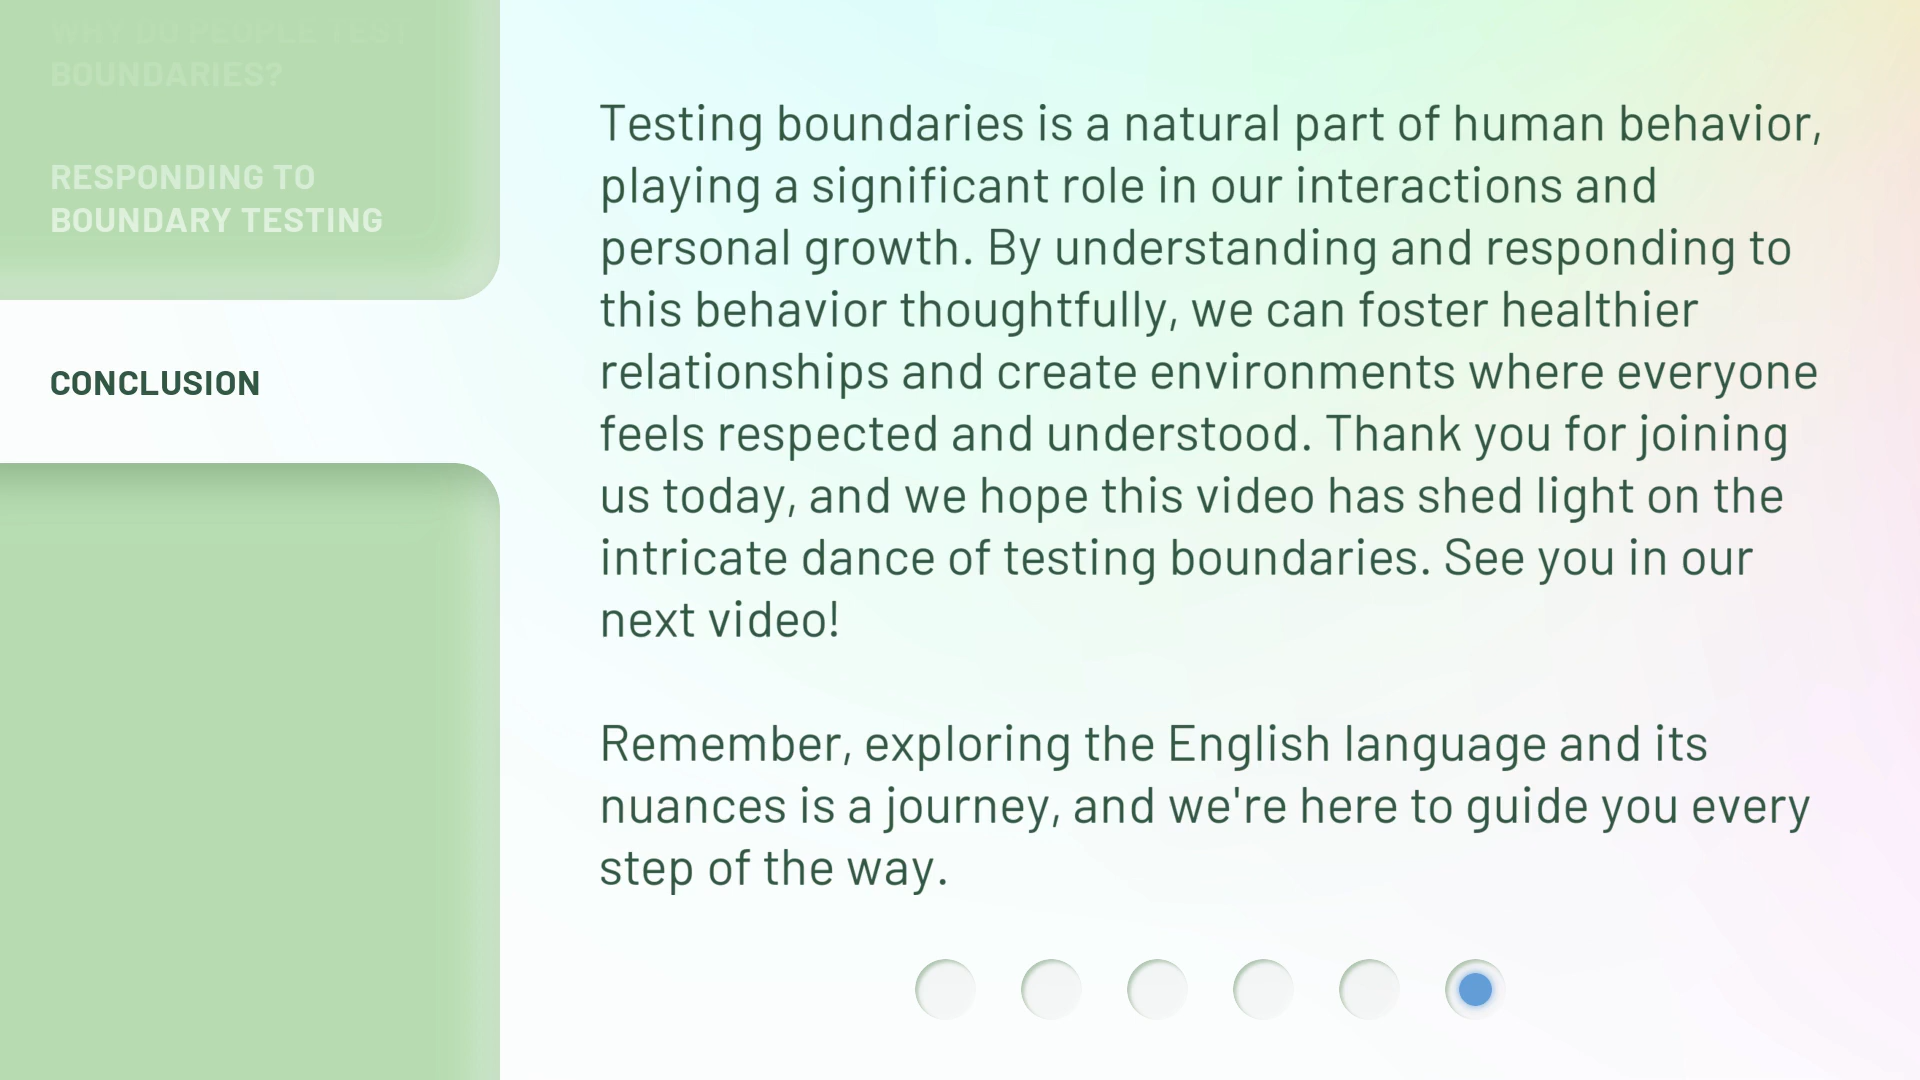 WHY DO PEOPLE TEST
BOUNDARIES?
RESPONDING TO
BOUNDARY TESTING
CONCLUSION
Testing boundaries is a natural part of human behavior,
playing a significant role in our interactions and
personal growth. By understanding and responding to
this behavior thoughtfully, we can foster healthier
relationships and create environments where everyone
feels respected and understood. Thank you for joining
us today, and we hope this video has shed light on the
intricate dance of testing boundaries. See you in our
next video!
Remember, exploring the English language and its
nuances is a journey, and we're here to guide you every
step of the way.